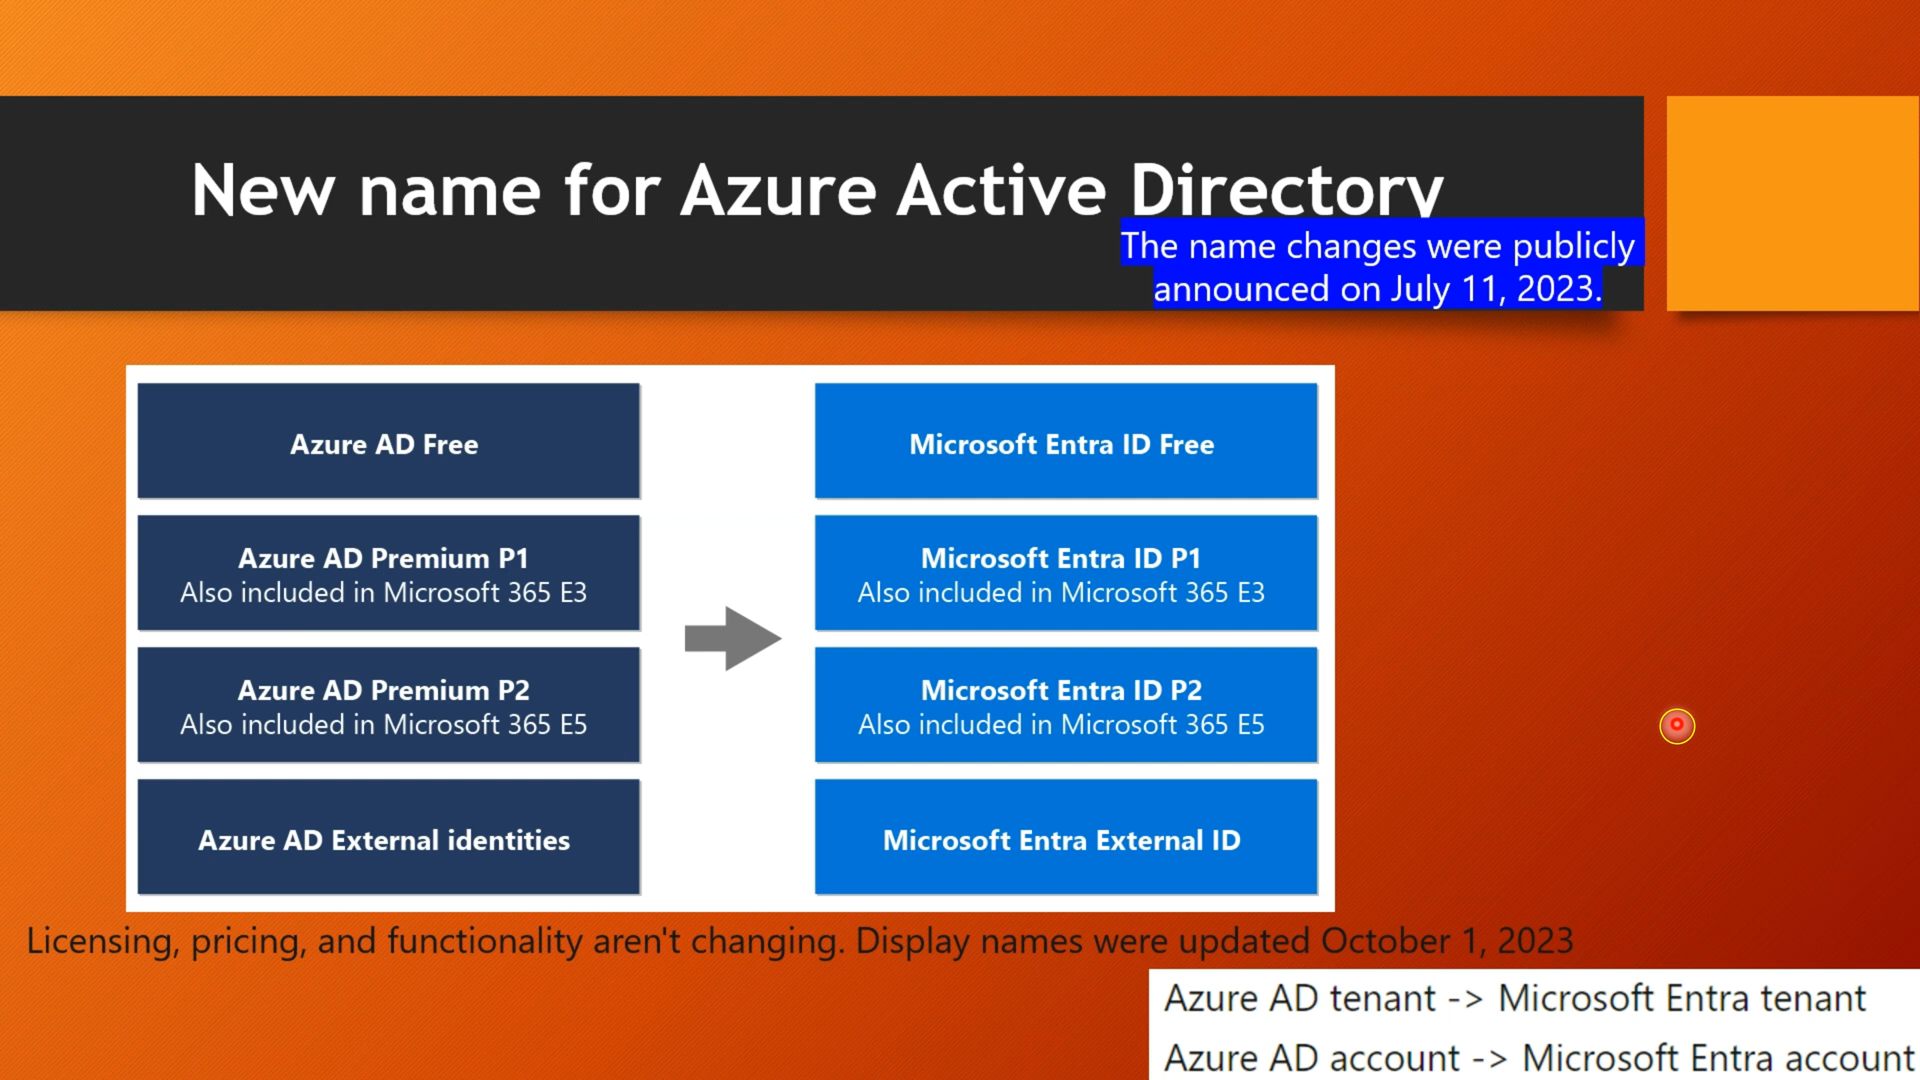 New name for Azure Active Directory
The name changes were publicly
announced on July 11, 2023.
Azure AD Free
Microsoft Entra ID Free
Azure AD Premium P1
Also included in Microsoft 365 E3
Microsoft Entra ID P1
Also included in Microsoft 365 E3
Azure AD Premium P2
Also included in Microsoft 365 E5
Microsoft Entra ID P2
Also included in Microsoft 365 E5
Azure AD External identities
Microsoft Entra External ID
Licensing, pricing, and functionality aren't changing. Display names were updated October 1, 2023
Azure AD tenant -> Microsoft Entra tenant
Azure AD account -> Microsoft Entra account